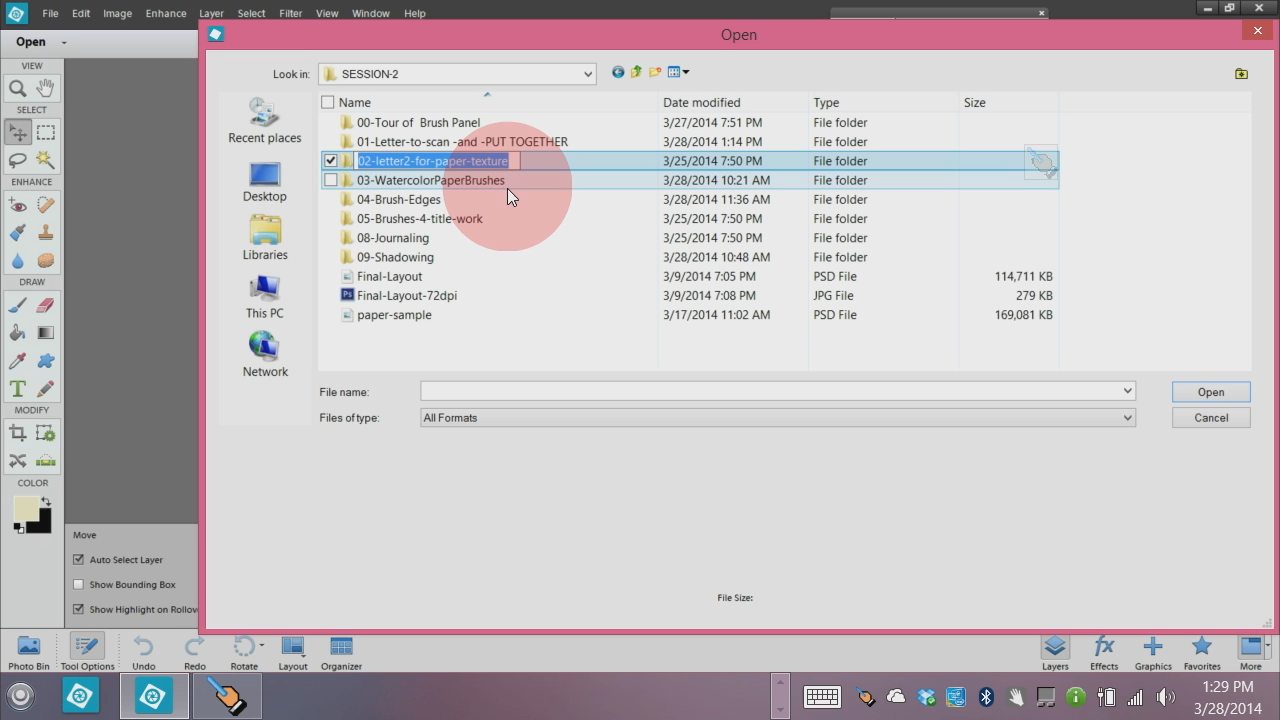 File Edit Image Enhance Layer Select Filter View Window Help
Open
Open
VIEW
SELECT
ENHANCE
DRAW
MODIFY
COLOR
Look in: SESSION-2
Recent places
Desktop
Libraries
This PC
Network
Name Date modified Type Size
00-Tour of Brush Panel 3/27/2014 7:51 PM File folder
01-Letter-to-scan -and -PUT TOGETHER 3/28/2014 1:14 PM File folder
02-letter2-for-paper-texture 3/25/2014 7:50 PM File folder
03-WatercolorPaperBrushes 3/28/2014 10:21 AM File folder
04-Brush-Edges 3/28/2014 11:36 AM File folder
05-Brushes-4-title-work 3/25/2014 7:50 PM File folder
08-Journaling 3/25/2014 7:50 PM File folder
09-Shadowing 3/28/2014 10:48 AM File folder
Final-Layout 3/9/2014 7:05 PM PSD File 114,711 KB
Final-Layout-72dpi 3/9/2014 7:08 PM JPG File 279 KB
paper-sample 3/17/2014 11:02 AM PSD File 169,081 KB
File name: Open
Files of type: All Formats Cancel
File Size:
Move
Auto Select Layer
Show Bounding Box
Show Highlight on Rollov
Photo Bin Tool Options Undo Redo Rotate Layout Organizer Layers Effects Graphics Favorites More
1:29 PM
3/28/2014